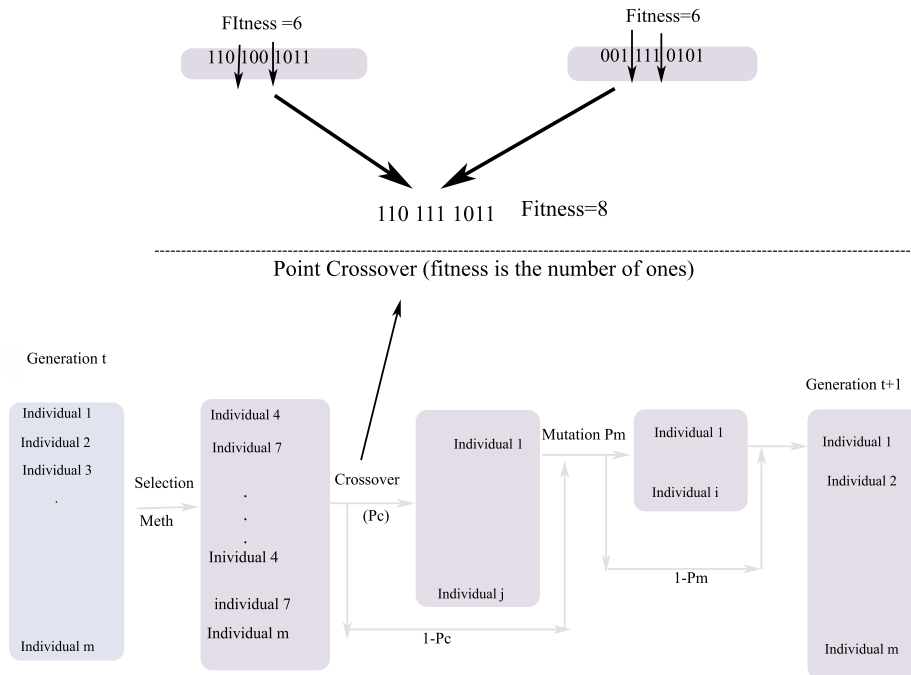 FItness =6
Fitness=6
110 100 1011
001 111 0101
110 111 1011
Fitness=8
Point Crossover (fitness is the number of ones)
Generation t
Generation t+1
Individual 1
Individual 2
Individual 3
.
Individual m
Selection
Meth
Individual 4
Individual 7
.
.
.
Inividual 4
individual 7
Individual m
Crossover
(Pc)
1-Pc
Individual 1
Individual j
Mutation Pm
1-Pm
Individual 1
Individual i
Individual 1
Individual 2
Individual m